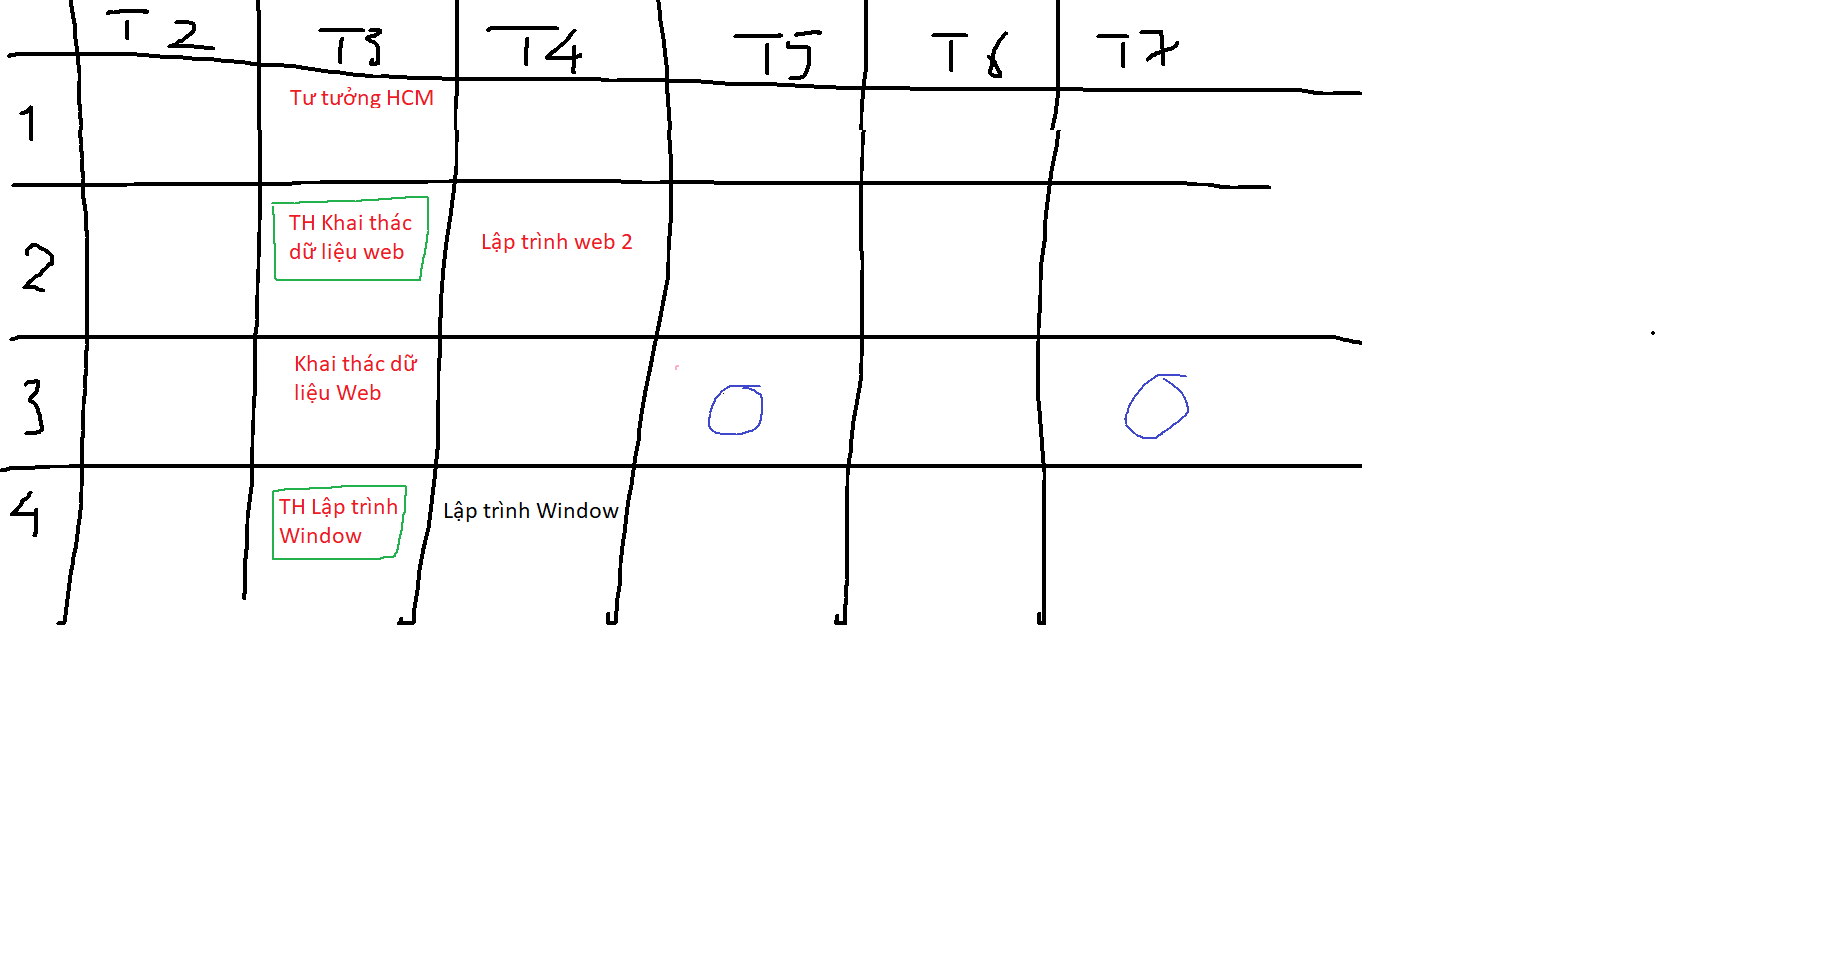 T2 T3 T4 T5 T6 T7
1 Tư tưởng HCM
2 TH Khai thác
dữ liệu web
Lập trình web 2
3 Khai thác dữ
liệu Web
4 TH Lập trình
Window
Lập trình Window